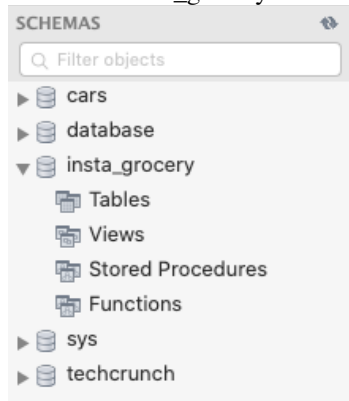 SCHEMAS
Filter objects
cars
database
insta_grocery
Tables
Views
Stored Procedures
Functions
sys
techcrunch